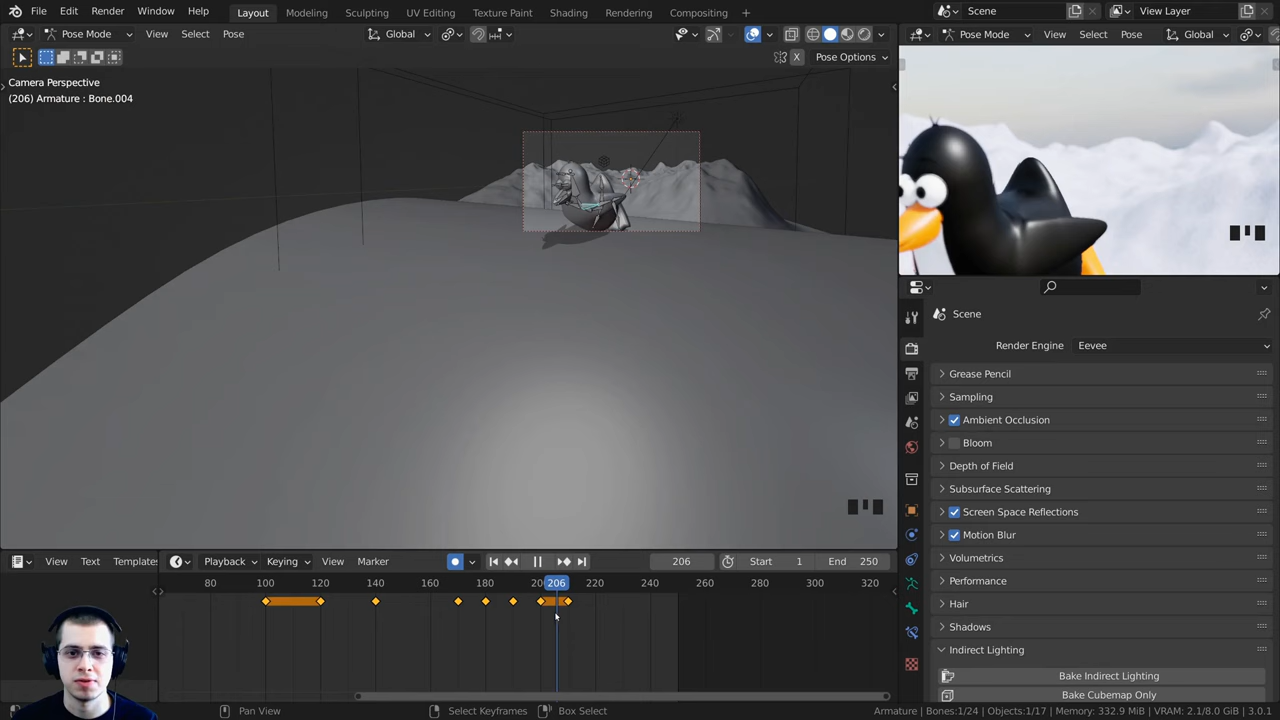 File Edit Render Window Help Layout Modeling Sculpting UV Editing Texture Paint Shading Rendering Compositing + Scene View Layer
Pose Mode View Select Pose Global Pose Mode View Select Pose Global
X Pose Options
Camera Perspective
(206) Armature : Bone.004
Scene
Render Engine Eevee
Grease Pencil
Sampling
Ambient Occlusion
Bloom
Depth of Field
Subsurface Scattering
Screen Space Reflections
Motion Blur
Volumetrics
Performance
Hair
Shadows
Indirect Lighting
Bake Indirect Lighting
Bake Cubemap Only
View Text Templates Playback Keying View Marker 206 Start 1 End 250
80 100 120 140 160 180 206 220 240 260 280 300 320
Pan View Select Keyframes Box Select Armature | Bones:1/24 | Objects:1/17 | Memory: 332.9 MiB | VRAM: 2.1/8.0 GiB | 3.0.1